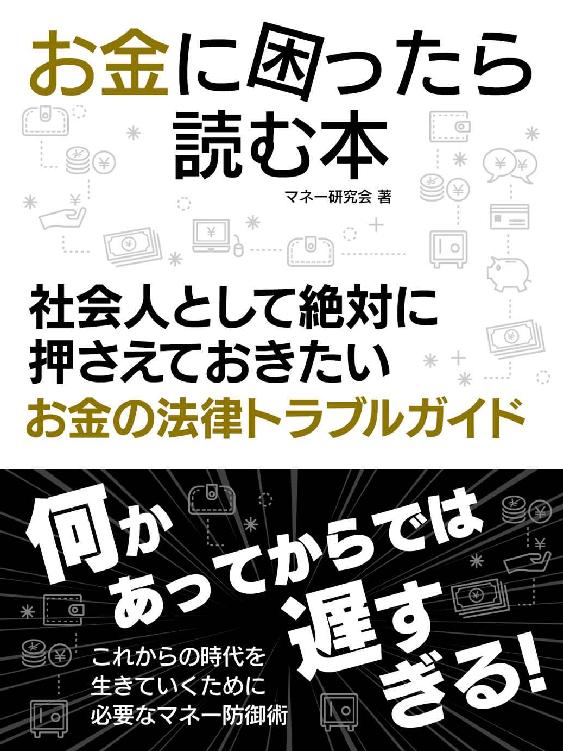 お金に困ったら
読む本
マネー研究会 著
社会人として絶対に
押さえておきたい
お金の法律トラブルガイド
何か
あってからでは
遅す
ぎる!
これからの時代を
生きていくために
必要なマネー防御術